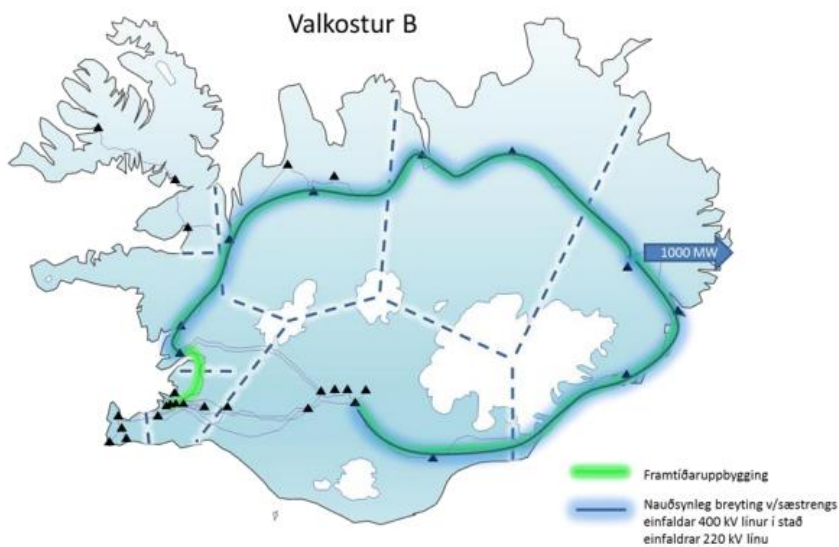 Valkostur B
1000 MW
Framtíðaruppbygging
Nauðsynleg breyting v/sæstrengs
einfaldar 400 kV línur í stað
einfaldrar 220 kV línu